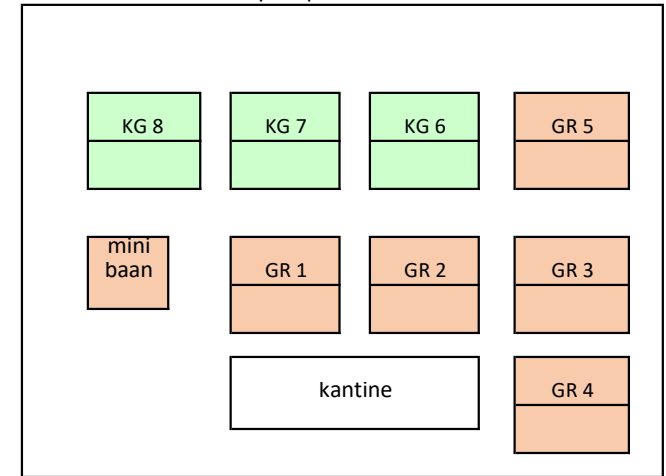 KG 8
KG 7
KG 6
GR 5
mini
baan
GR 1
GR 2
GR 3
kantine
GR 4